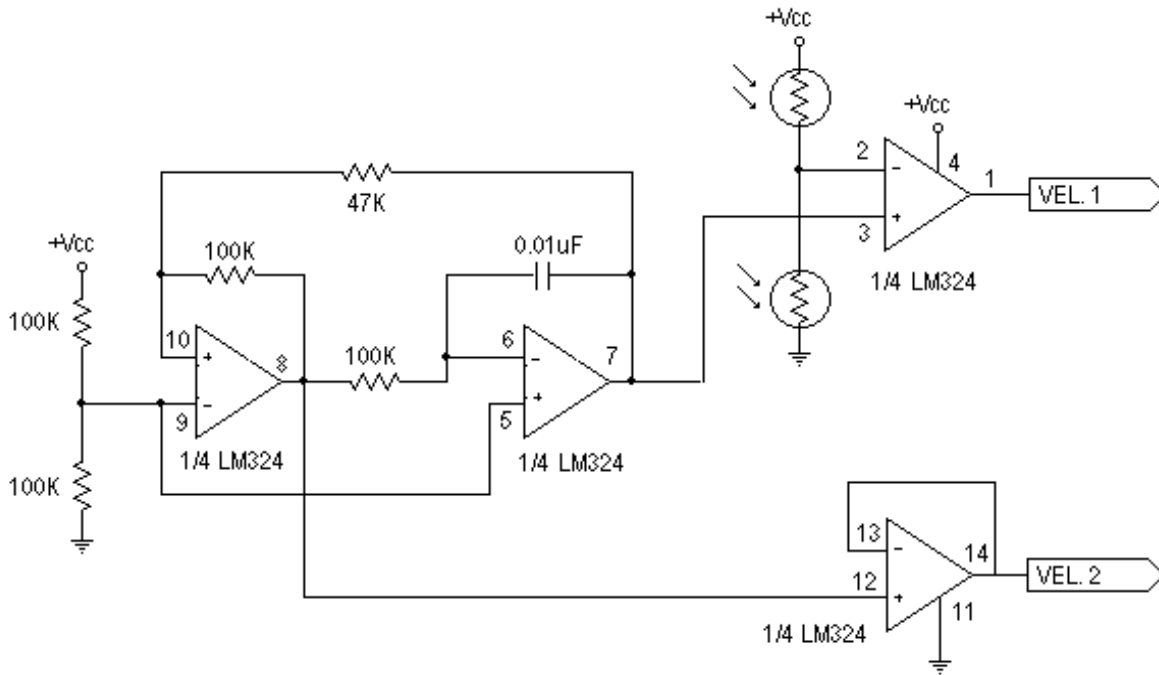 +Vcc
+Vcc
2
4
1
VEL. 1
47K
3
+Vcc
100K
0.01uF
1/4 LM324
100K
10
8
100K
6
7
9
5
1/4 LM324
1/4 LM324
100K
13
14
VEL. 2
12
11
1/4 LM324